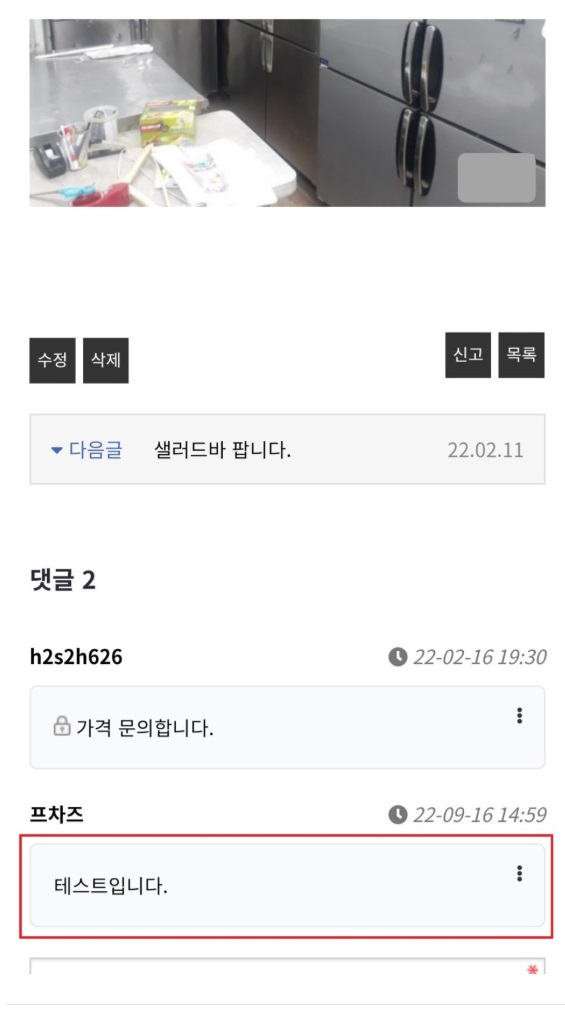 수정 삭제 신고 목록
다음글 샐러드바 팝니다. 22.02.11
댓글 2
h2s2h626 22-02-16 19:30
가격 문의합니다.
프차즈 22-09-16 14:59
테스트입니다.
*